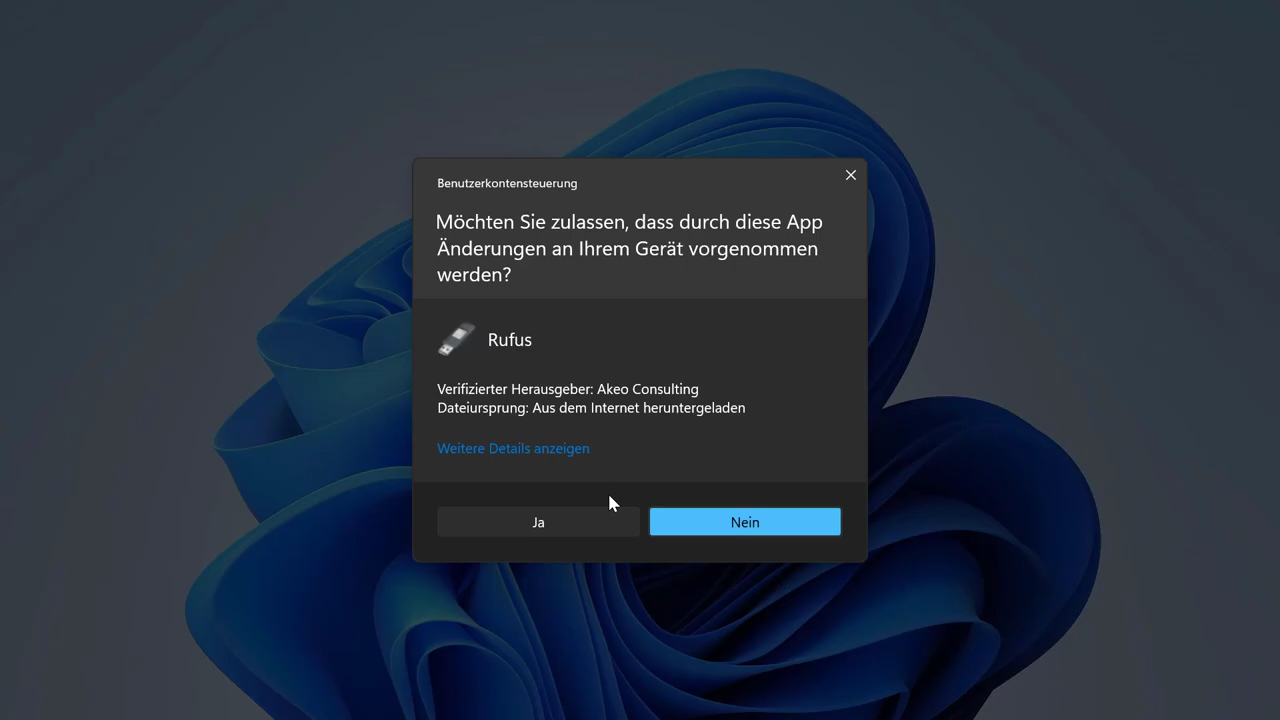 Benutzerkontensteuerung
Möchten Sie zulassen, dass durch diese App
Änderungen an Ihrem Gerät vorgenommen
werden?
Rufus
Verifizierter Herausgeber: Akeo Consulting
Dateiursprung: Aus dem Internet heruntergeladen
Weitere Details anzeigen
Ja
Nein